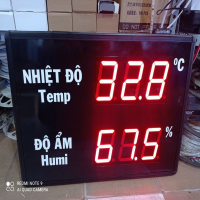 NHIỆT ĐỘ
Temp
32.8 °C
ĐỘ ẨM
Humi
67.5 %
REDMI NOTE 9
AI QUAD CAMERA